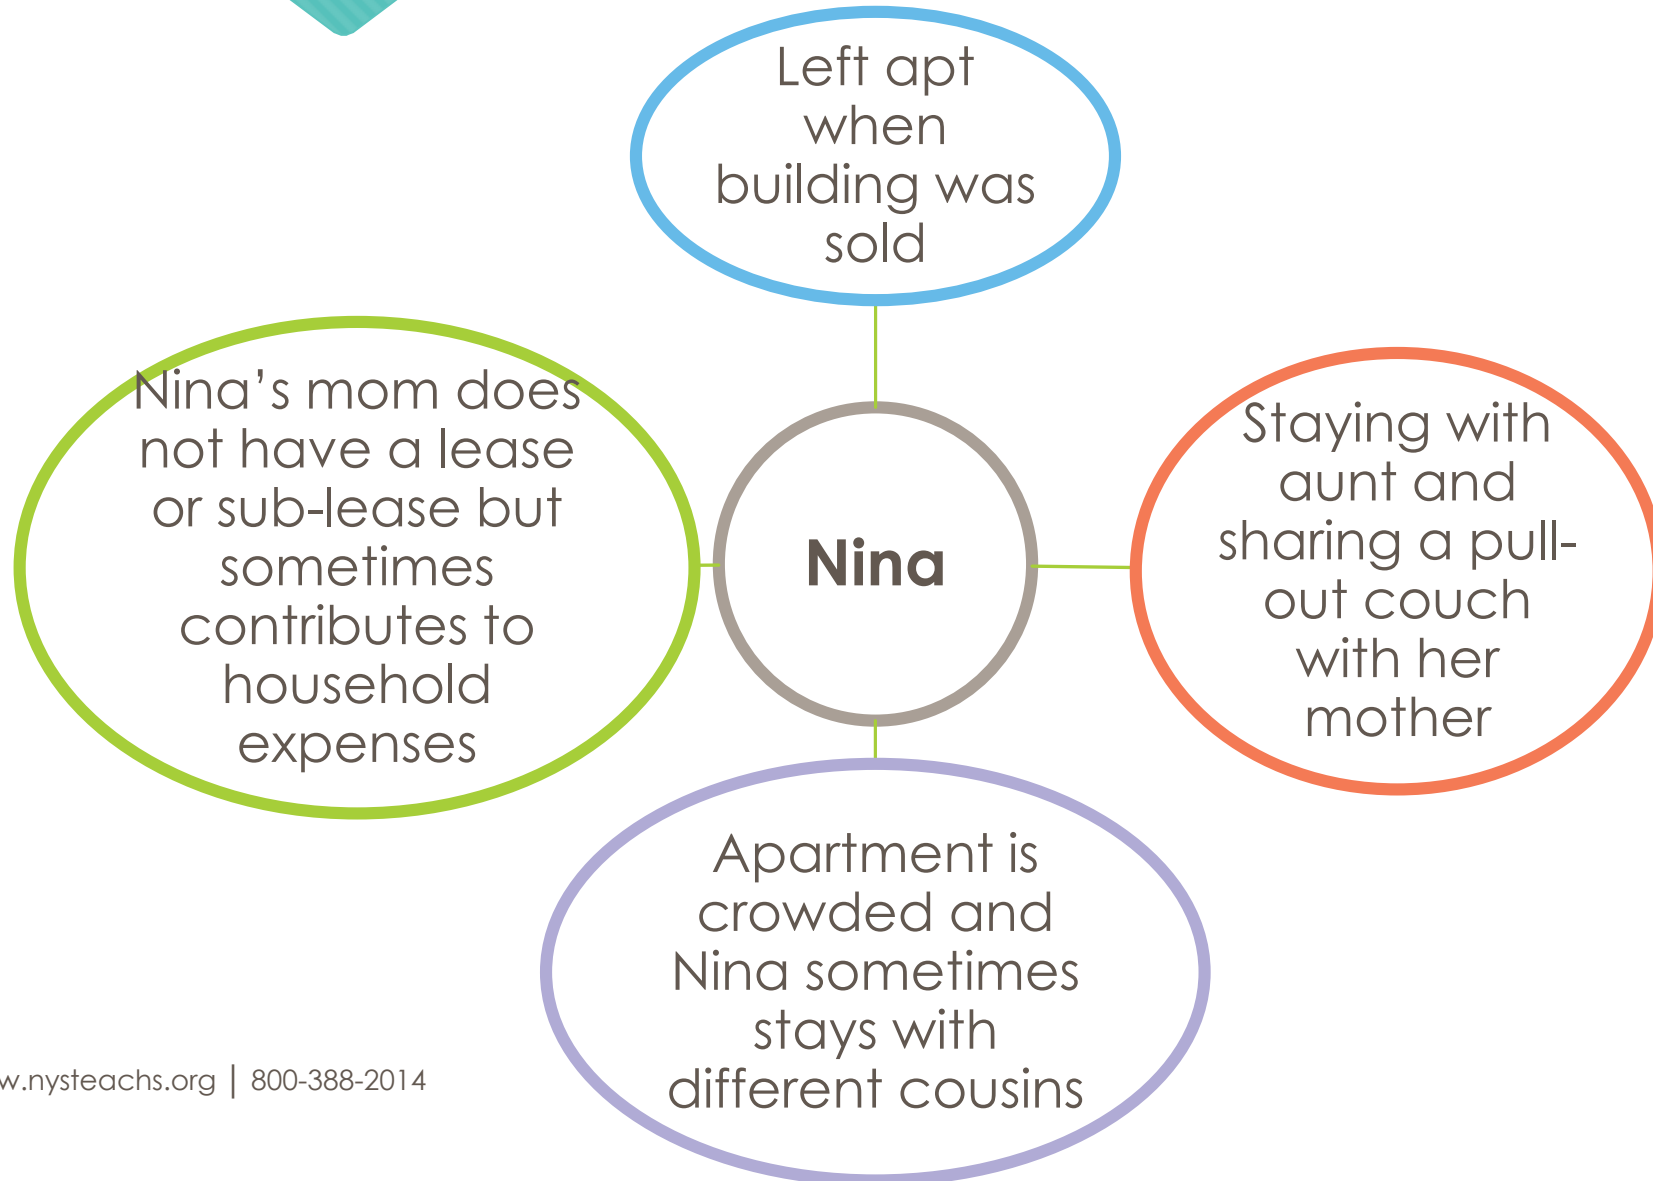 Left apt
when
building was
sold
Nina's mom does
not have a lease
or sub-lease but
sometimes
contributes to
household
expenses
Nina
Staying with
aunt and
sharing a pull-
out couch
with her
mother
Apartment is
crowded and
Nina sometimes
stays with
different cousins
w.nysteachs.org | 800-388-2014